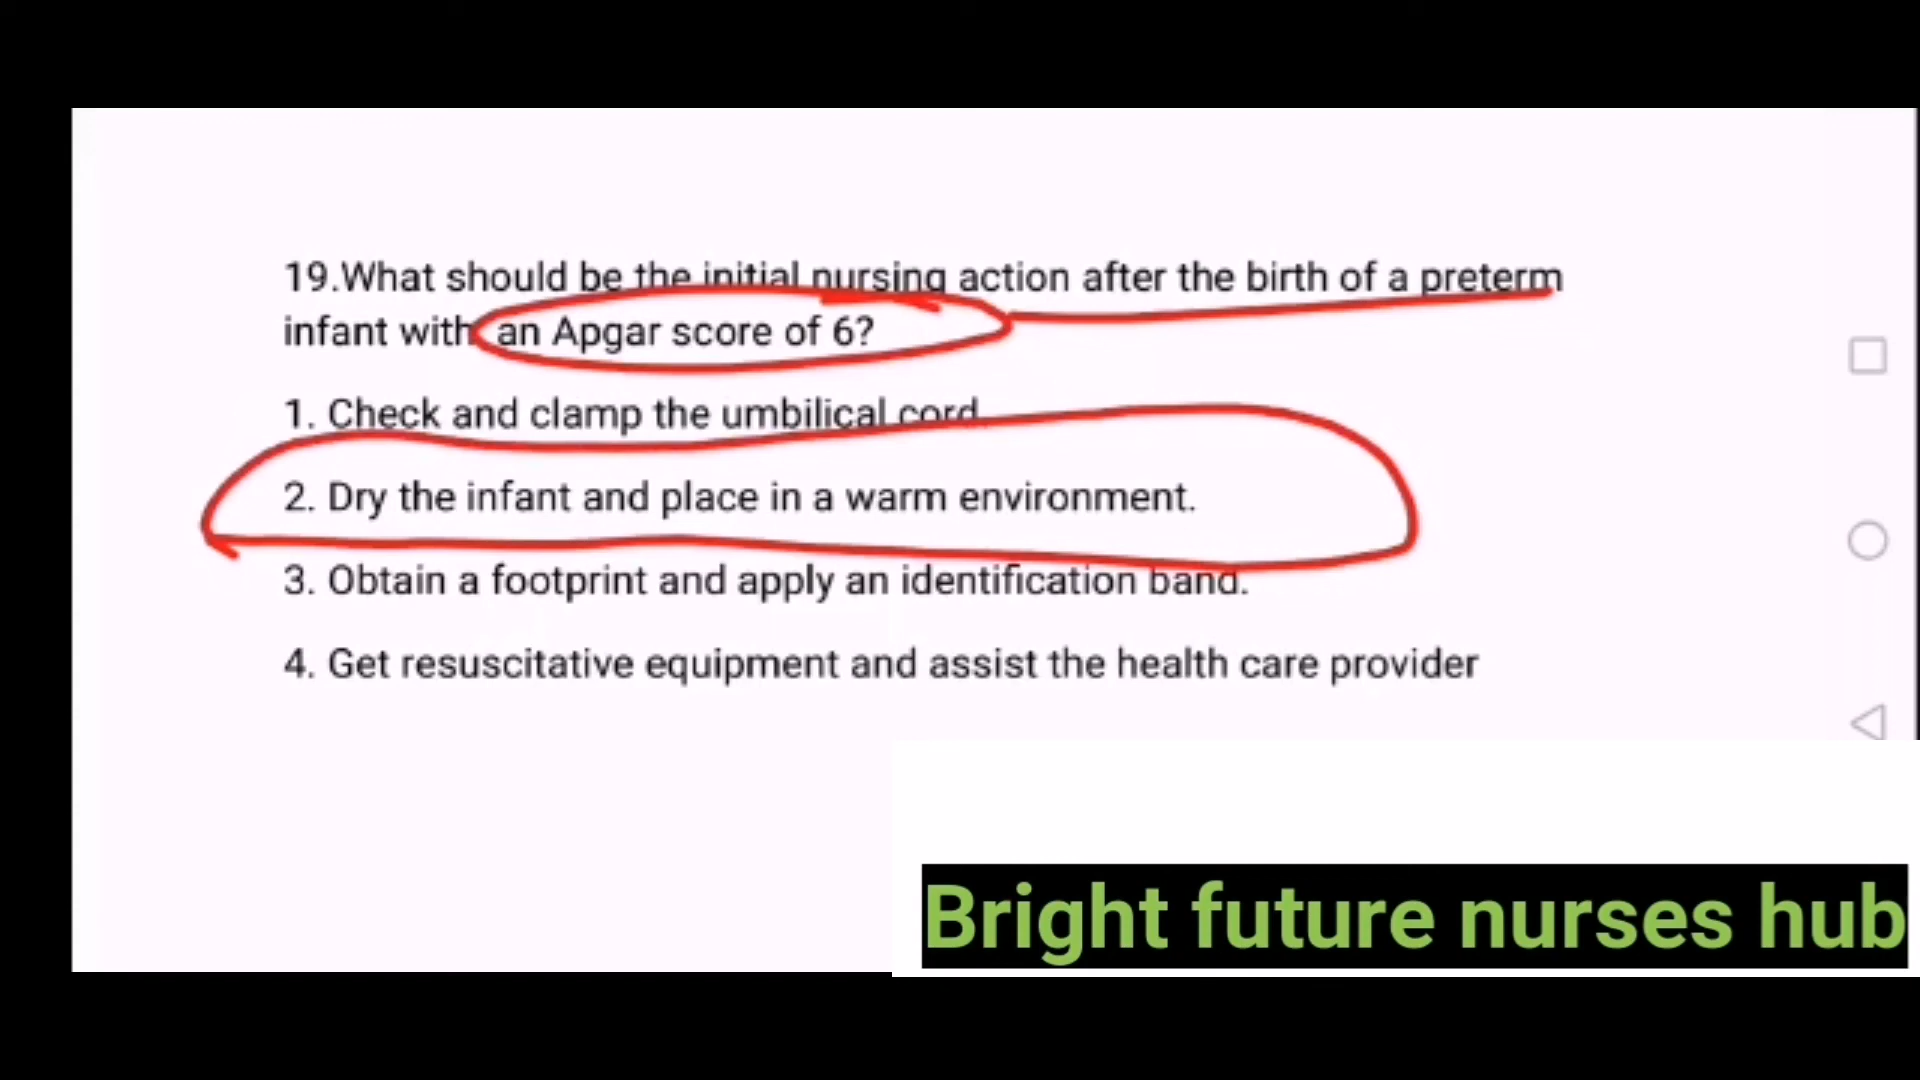 19.What should be the initial nursing action after the birth of a preterm
infant with an Apgar score of 6?
1. Check and clamp the umbilical cord.
2. Dry the infant and place in a warm environment.
3. Obtain a footprint and apply an identification band.
4. Get resuscitative equipment and assist the health care provider
Bright future nurses hub